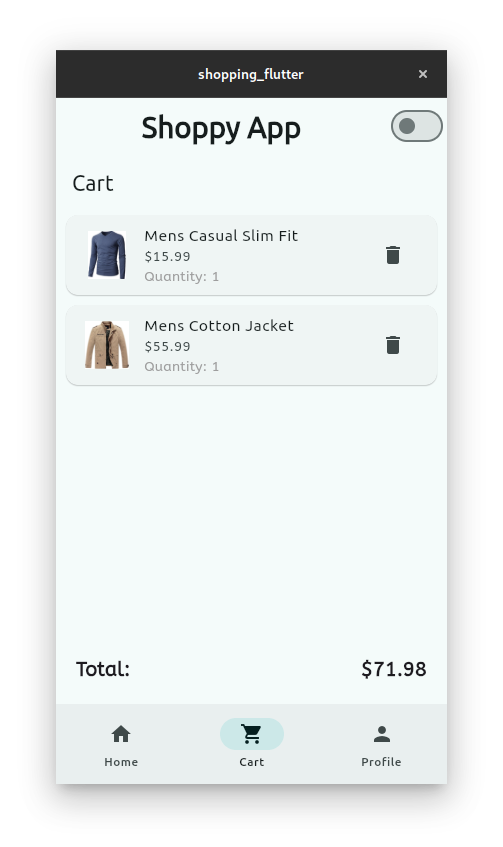 shopping_flutter
Shoppy App
Cart
Mens Casual Slim Fit
$15.99
Quantity: 1
Mens Cotton Jacket
$55.99
Quantity: 1
Total: $71.98
Home Cart Profile